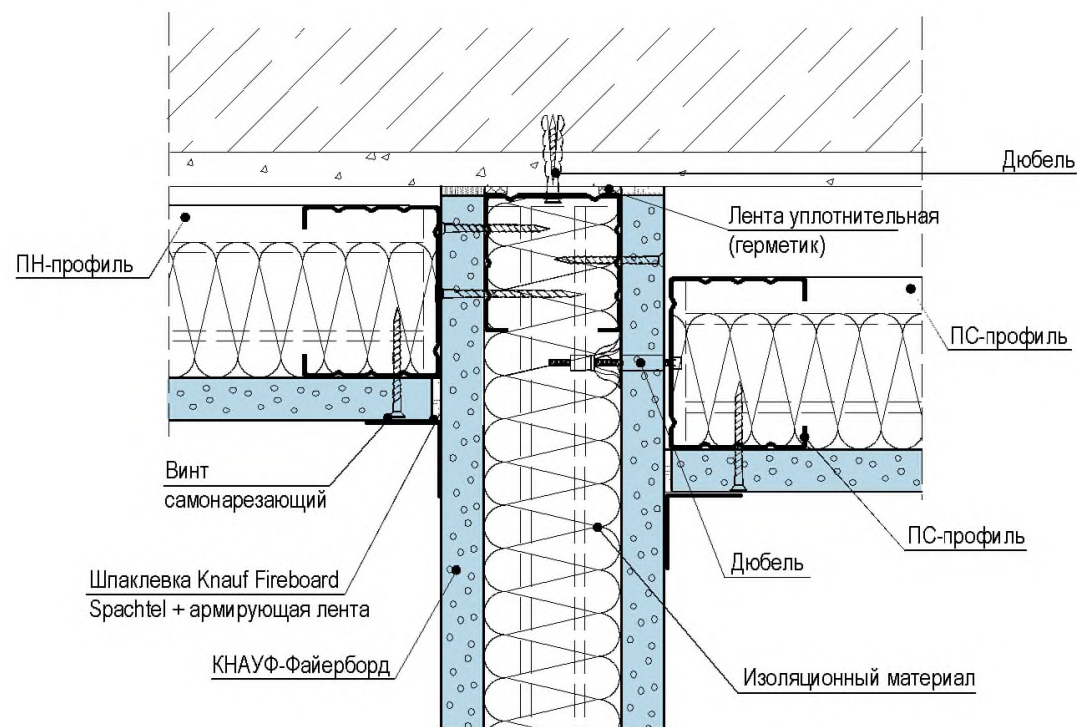 Дюбель
Лента уплотнительная
(герметик)
ПН-профиль
ПС-профиль
Винт
самонарезающий
ПС-профиль
Дюбель
Шпаклевка Knauf Fireboard
Spachtel + армирующая лента
КНАУФ-Файерборд
Изоляционный материал